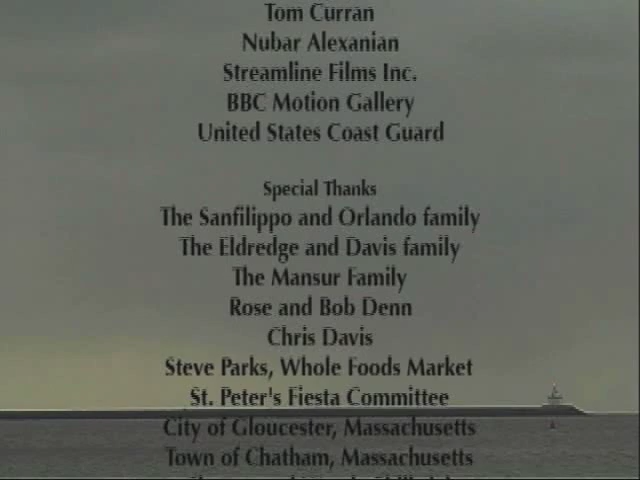 Tom Curran
Nubar Alexanian
Streamline Films Inc.
BBC Motion Gallery
United States Coast Guard
Special Thanks
The Sanfilippo and Orlando family
The Eldredge and Davis family
The Mansur Family
Rose and Bob Denn
Chris Davis
Steve Parks, Whole Foods Market
St. Peter's Fiesta Committee
City of Gloucester, Massachusetts
Town of Chatham, Massachusetts